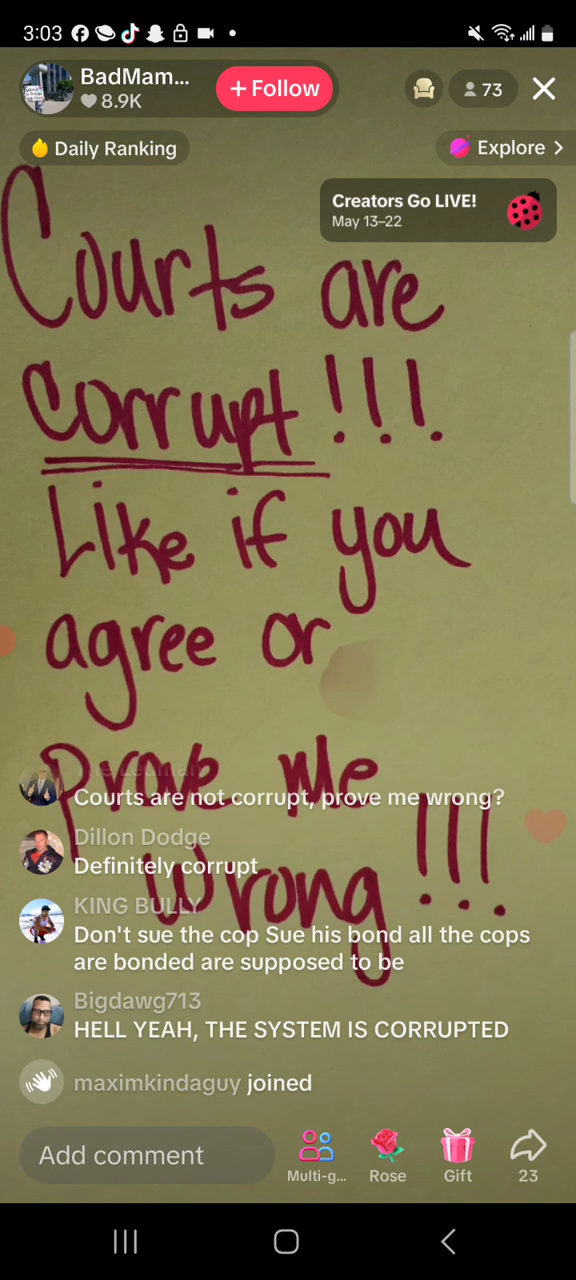 3:03
BadMam...
8.9K
+ Follow
73
Daily Ranking
Explore >
Creators Go LIVE!
May 13–22
Courts are
corrupt!!!
Like if you
agree or
prove me
wrong!!!
Courts are not corrupt, prove me wrong?
Dillon Dodge
Definitely corrupt
KING BULLY
Don't sue the cop Sue his bond all the cops
are bonded are supposed to be
Bigdawg713
HELL YEAH, THE SYSTEM IS CORRUPTED
maximkindaguy joined
Add comment
Multi-g...
Rose
Gift
23